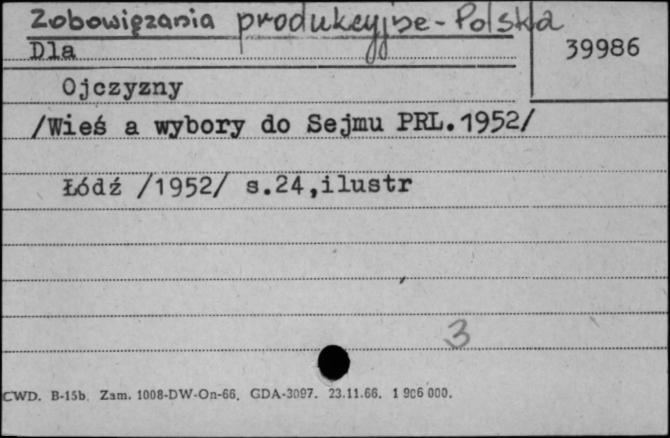 Zobowiązania produkcyjne - Polska
Dla
39986
Ojczyzny
/Wieś a wybory do Sejmu PRL.1952/
Łódź /1952/ s.24,ilustr
3
CWD. B-15b. Zam. 1008-DW-On-66. GDA-3097. 23.11.66. 1 906 000.